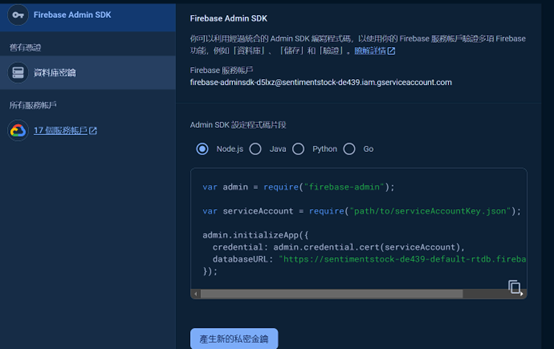 Firebase Admin SDK
舊有憑證
資料庫密鑰
所有服務帳戶
17 個服務帳戶
Firebase Admin SDK
你可以利用經過統合的 Admin SDK 編寫程式碼，以使用你的 Firebase 服務帳戶驗證多項 Firebase
功能，例如「資料庫」、「儲存」和「驗證」。瞭解詳情
Firebase 服務帳戶
firebase-adminsdk-d5lxz@sentimentstock-de439.iam.gserviceaccount.com
Admin SDK 設定程式碼片段
Node.js Java Python Go
var admin = require("firebase-admin");
var serviceAccount = require("path/to/serviceAccountKey.json");
admin.initializeApp({
credential: admin.credential.cert(serviceAccount),
databaseURL: "https://sentimentstock-de439-default-rtdb.fireba
});
產生新的私密金鑰